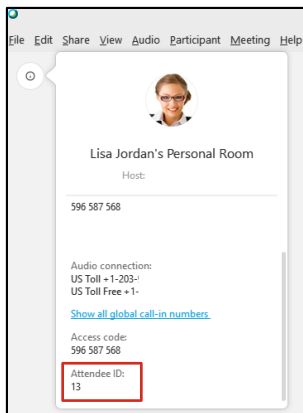 File Edit Share View Audio Participant Meeting Help
Lisa Jordan's Personal Room
Host:
596 587 568
Audio connection:
US Toll +1-203-
US Toll Free +1-
Show all global call-in numbers
Access code:
596 587 568
Attendee ID:
13